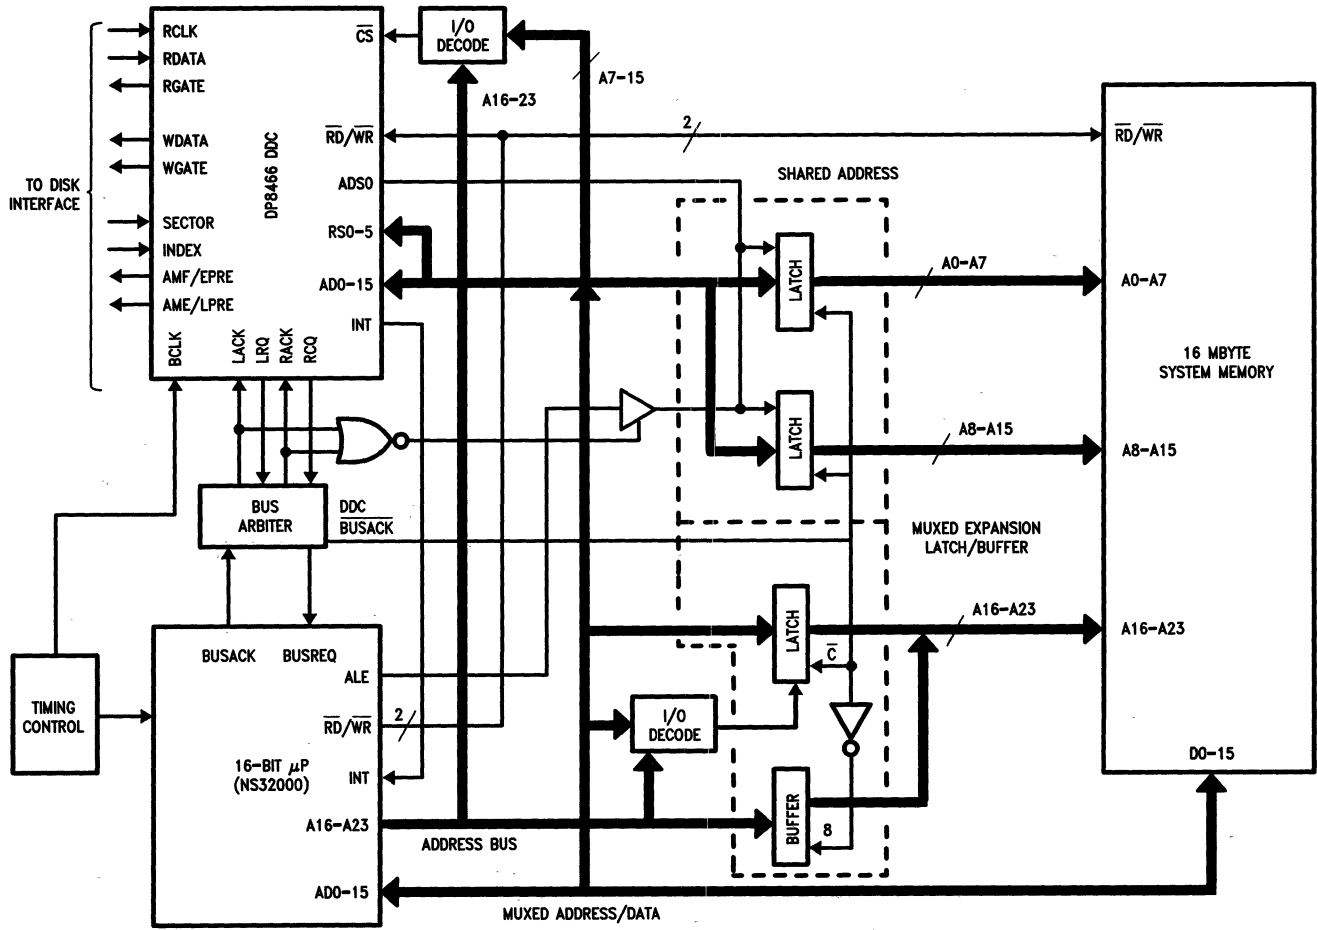 RCLK
RDATA
RGATE
WDATA
WGATE
TO DISK
INTERFACE
SECTOR
INDEX
AMF/EPRE
AME/LPRE
BCLK
LACK
LRQ
RACK
RCQ
DP8466 DDC
CS
RD/WR
ADS0
RS0-5
AD0-15
INT
I/O
DECODE
A16-23
A7-15
2
RD/WR
SHARED ADDRESS
LATCH
A0-A7
A0-A7
16 MBYTE
SYSTEM MEMORY
LATCH
A8-A15
A8-A15
BUS
ARBITER
DDC
BUSACK
MUXED EXPANSION
LATCH/BUFFER
LATCH
C
A16-A23
A16-A23
D0-15
I/O
DECODE
BUFFER
8
TIMING
CONTROL
BUSACK
BUSREQ
ALE
RD/WR
2
INT
16-BIT μP
(NS32000)
A16-A23
ADDRESS BUS
AD0-15
MUXED ADDRESS/DATA